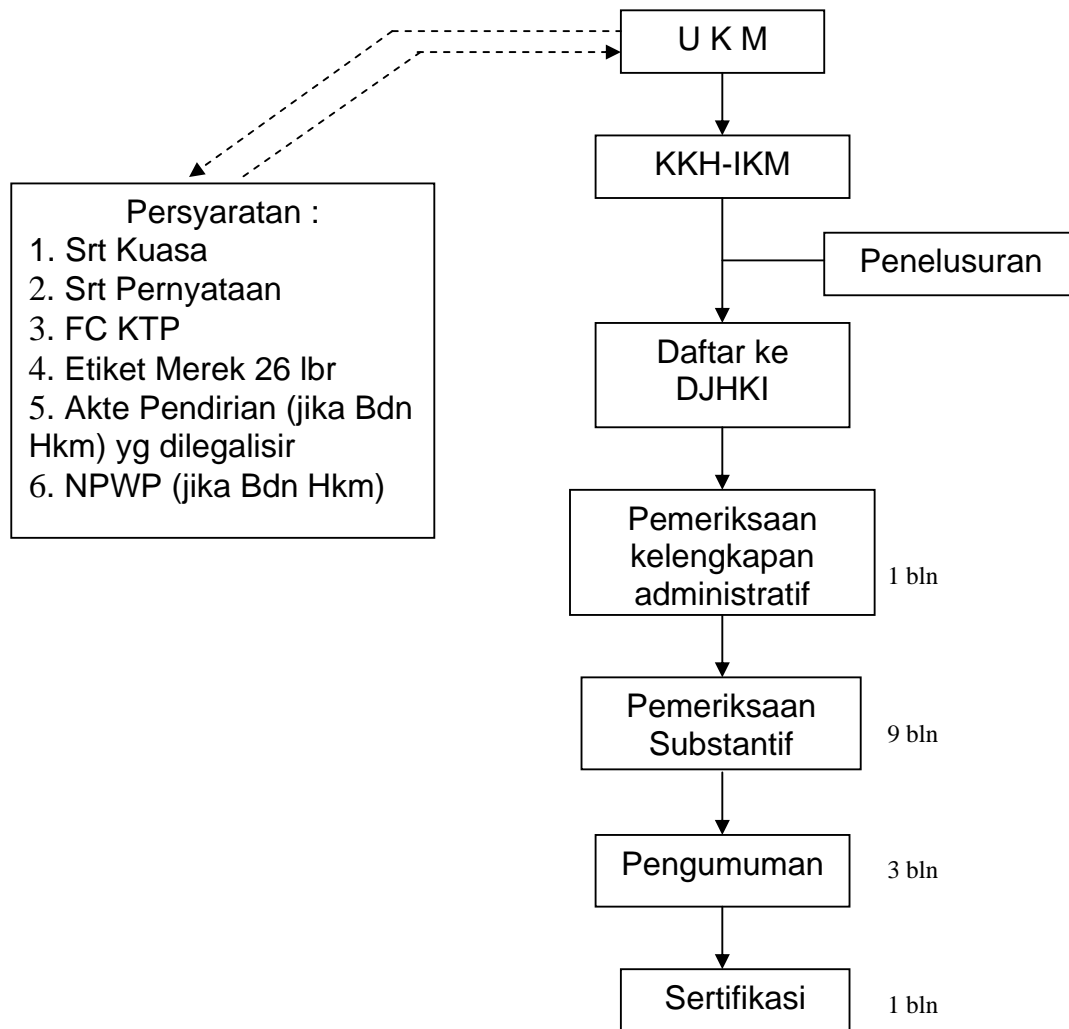 U K M
KKH-IKM
Persyaratan :
1. Srt Kuasa
2. Srt Pernyataan
3. FC KTP
4. Etiket Merek 26 lbr
5. Akte Pendirian (jika Bdn
Hkm) yg dilegalisir
6. NPWP (jika Bdn Hkm)
Penelusuran
Daftar ke
DJHKI
Pemeriksaan
kelengkapan
administratif
1 bln
Pemeriksaan
Substantif
9 bln
Pengumuman
3 bln
Sertifikasi
1 bln